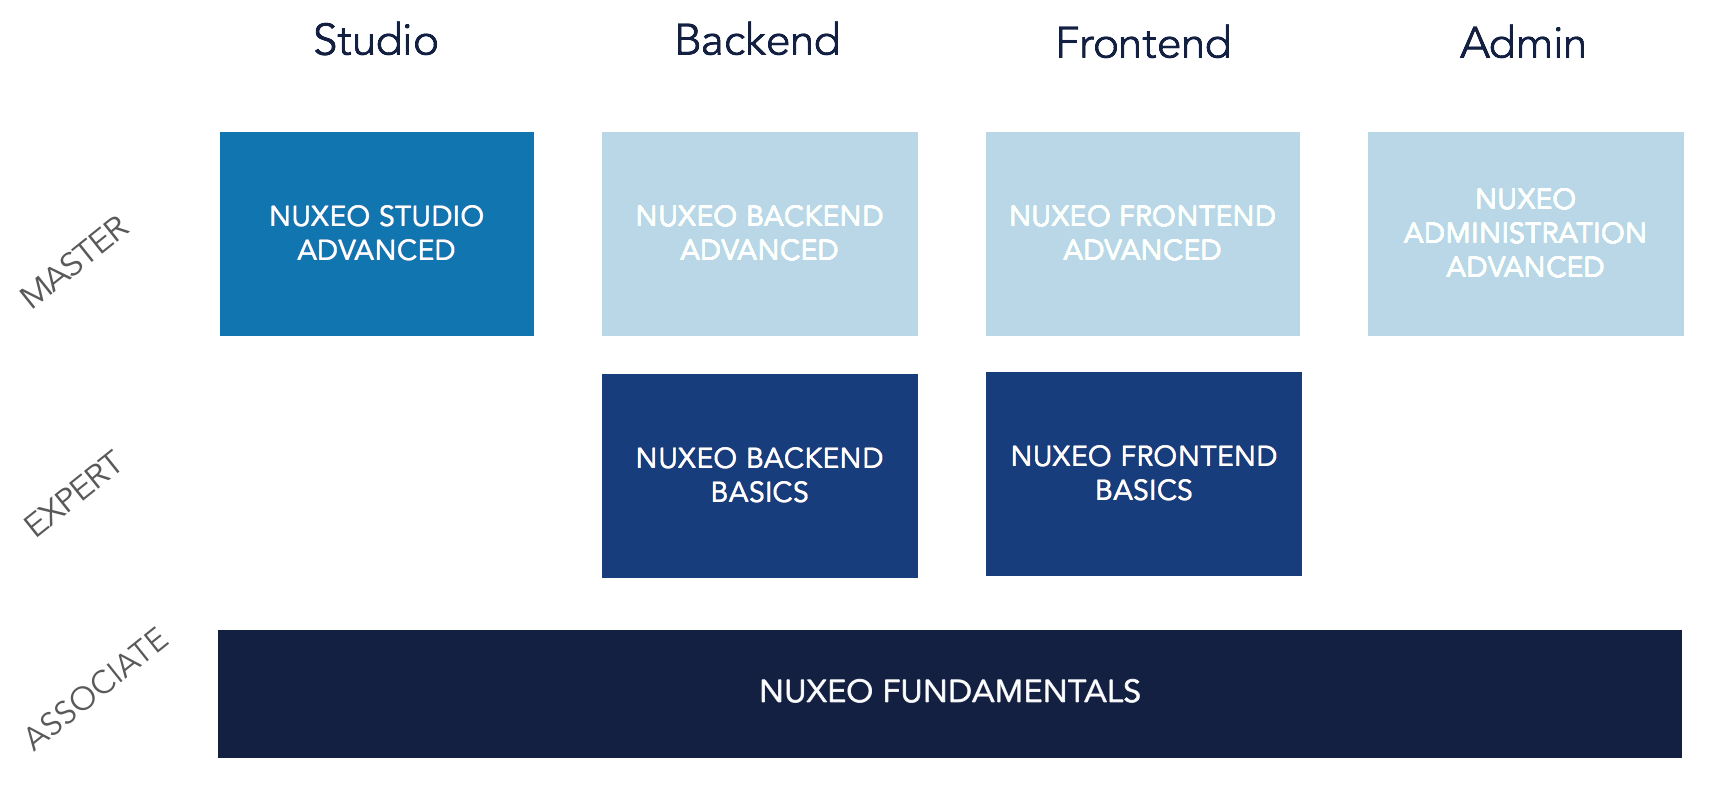 Studio
Backend
Frontend
Admin
MASTER
NUXEO STUDIO
ADVANCED
NUXEO BACKEND
ADVANCED
NUXEO FRONTEND
ADVANCED
NUXEO
ADMINISTRATION
ADVANCED
EXPERT
NUXEO BACKEND
BASICS
NUXEO FRONTEND
BASICS
ASSOCIATE
NUXEO FUNDAMENTALS